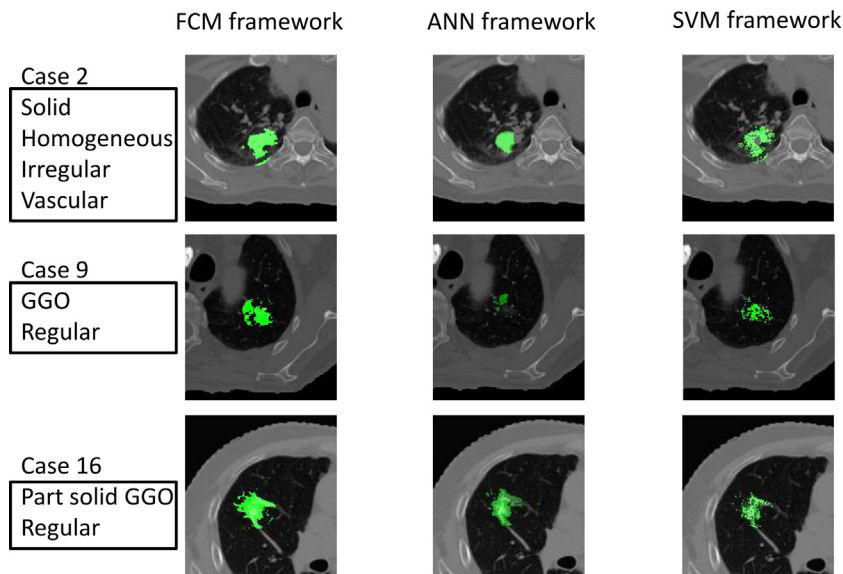 FCM framework
ANN framework
SVM framework
Case 2
Solid
Homogeneous
Irregular
Vascular
Case 9
GGO
Regular
Case 16
Part solid GGO
Regular